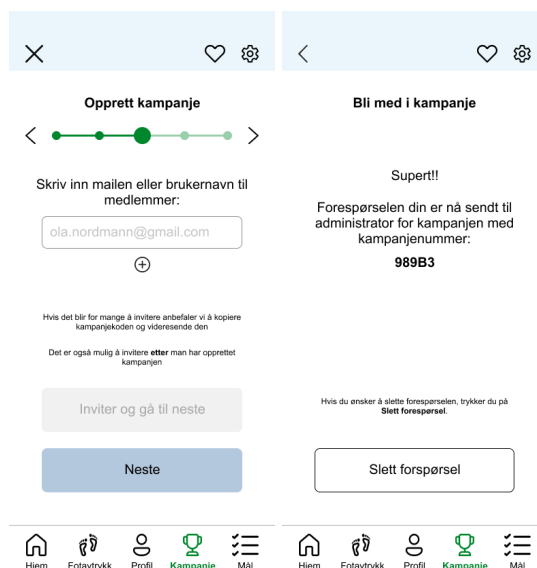 Opprett kampanje
Skriv inn mailen eller brukernavn til
medlemmer:
ola.nordmann@gmail.com
Hvis det blir for mange å invitere anbefaler vi å kopiere
kampanjekoden og videresende den
Det er også mulig å invitere etter man har opprettet
kampanjen
Inviter og gå til neste
Neste
Hjem Fotavtrykk Profil Kampanje Mål
Bli med i kampanje
Supert!!
Forespørselen din er nå sendt til
administrator for kampanjen med
kampanjenummer:
989B3
Hvis du ønsker å slette forespørselen, trykker du på
Slett forespørsel.
Slett forspørsel
Hjem Fotavtrykk Profil Kampanje Mål